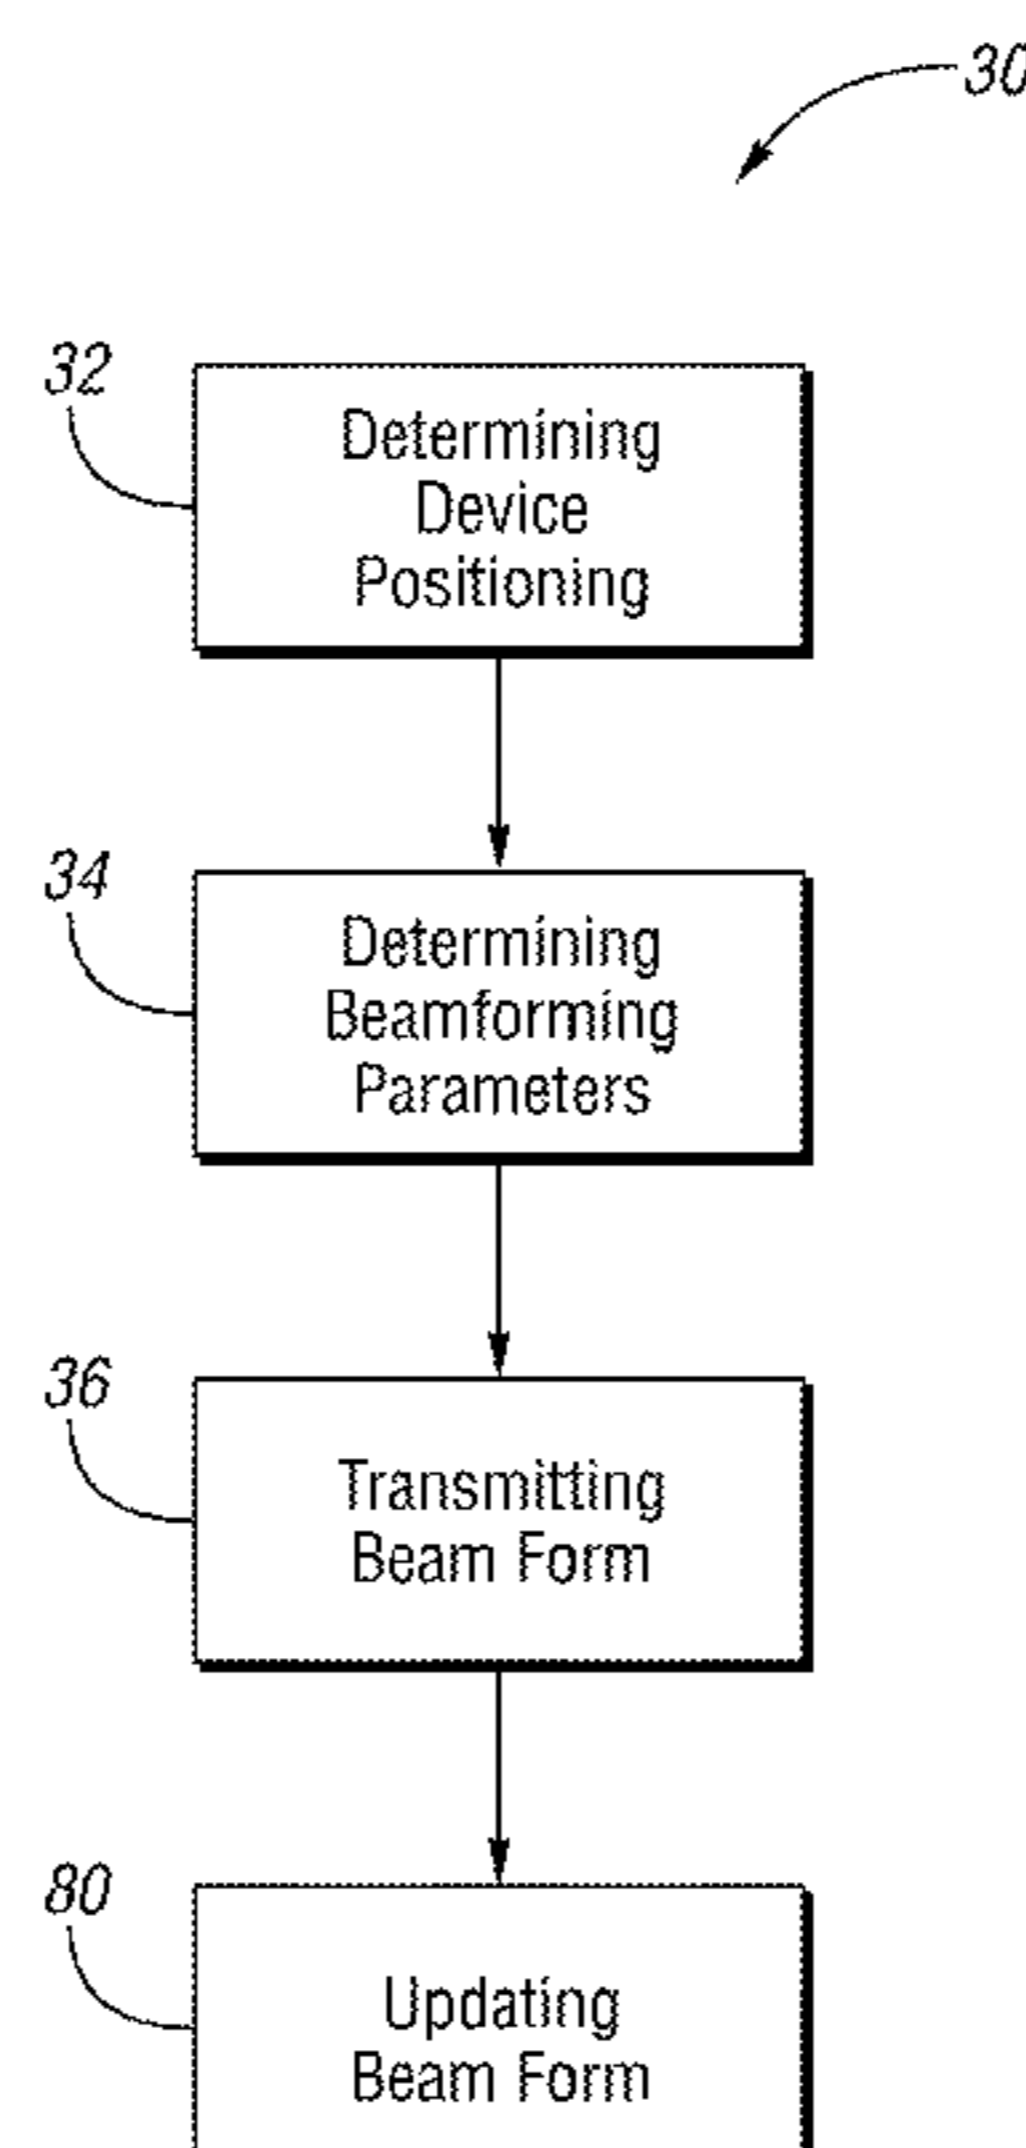 30
32
Determining
Device
Positioning
34
Determining
Beamforming
Parameters
36
Transmitting
Beam Form
80
Updating
Beam Form